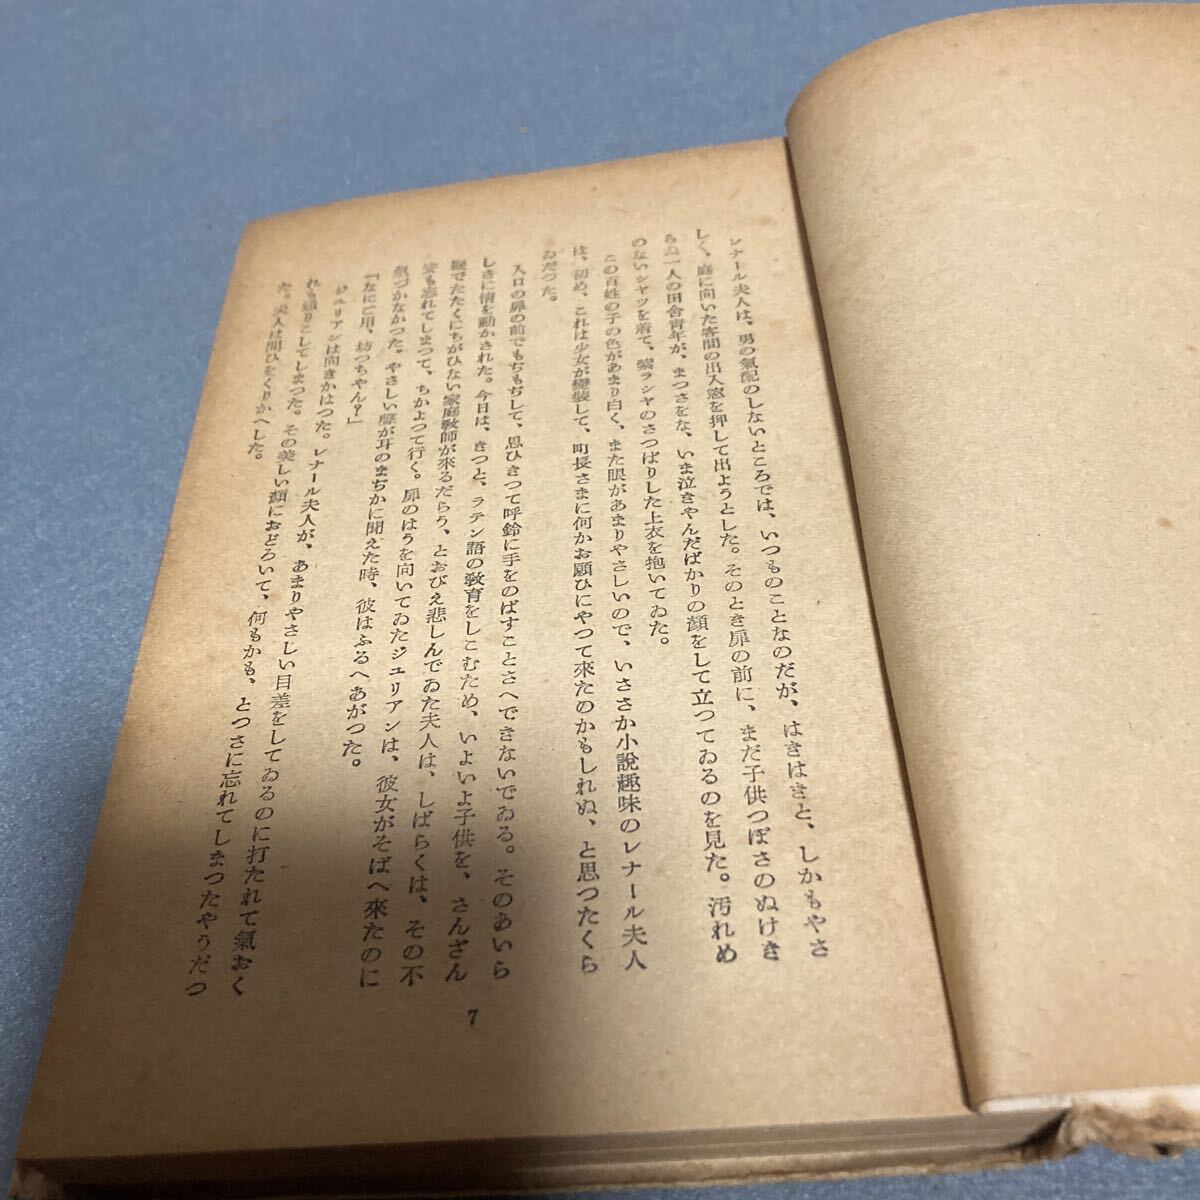 レナール夫人は、男の氣配のしないところでは、いつものことなのだが、はきはきと、しかもやさ
しく、庭に向いた客間の出入窓を押して出ようとした。そのとき扉の前に、まだ子供つぽさのぬけき
らぬ一人の田舎青年が、まつさをな、いま泣きやんだばかりの顔をして立つてゐるのを見た。汚れめ
のないシヤツを着て、紫ラシヤのさつぱりした上衣を抱いてゐた。
この百姓の子の色があまり白く、また眼があまりやさしいので、いささか小說趣味のレナール夫人
は、初め、これは少女が變裝して、町長さまに何かお願ひにやつて來たのかもしれぬ、と思つたくら
ゐだつた。
入口の扉の前でもぢもぢして、思ひきつて呼鈴に手をのばすことさへできないでゐる。そのあいら
しさに情を動かされた。今日は、きつと、ラテン語の敎育をしこむため、いよいよ子供を、さんざん
鞭でたたくにちがひない家庭敎師が來るだらう、とおびえ悲しんでゐた夫人は、しばらくは、その不
安も忘れてしまつて、ちかよつて行く。扉のはうを向いてゐたジュリアンは、彼女がそばへ來たのに
氣づかなかつた。やさしい聲が耳のまぢかに聞えた時、彼はふるへあがつた。
「なにご用、坊つちやん？」
ジュリアンは向きかはつた。レナール夫人が、あまりやさしい目差をしてゐるのに打たれて氣おく
れも通りこしてしまつた。その美しい顔におどろいて、何もかも、とつさに忘れてしまつたやうだつ
た。夫人は問ひをくりかへした。
7